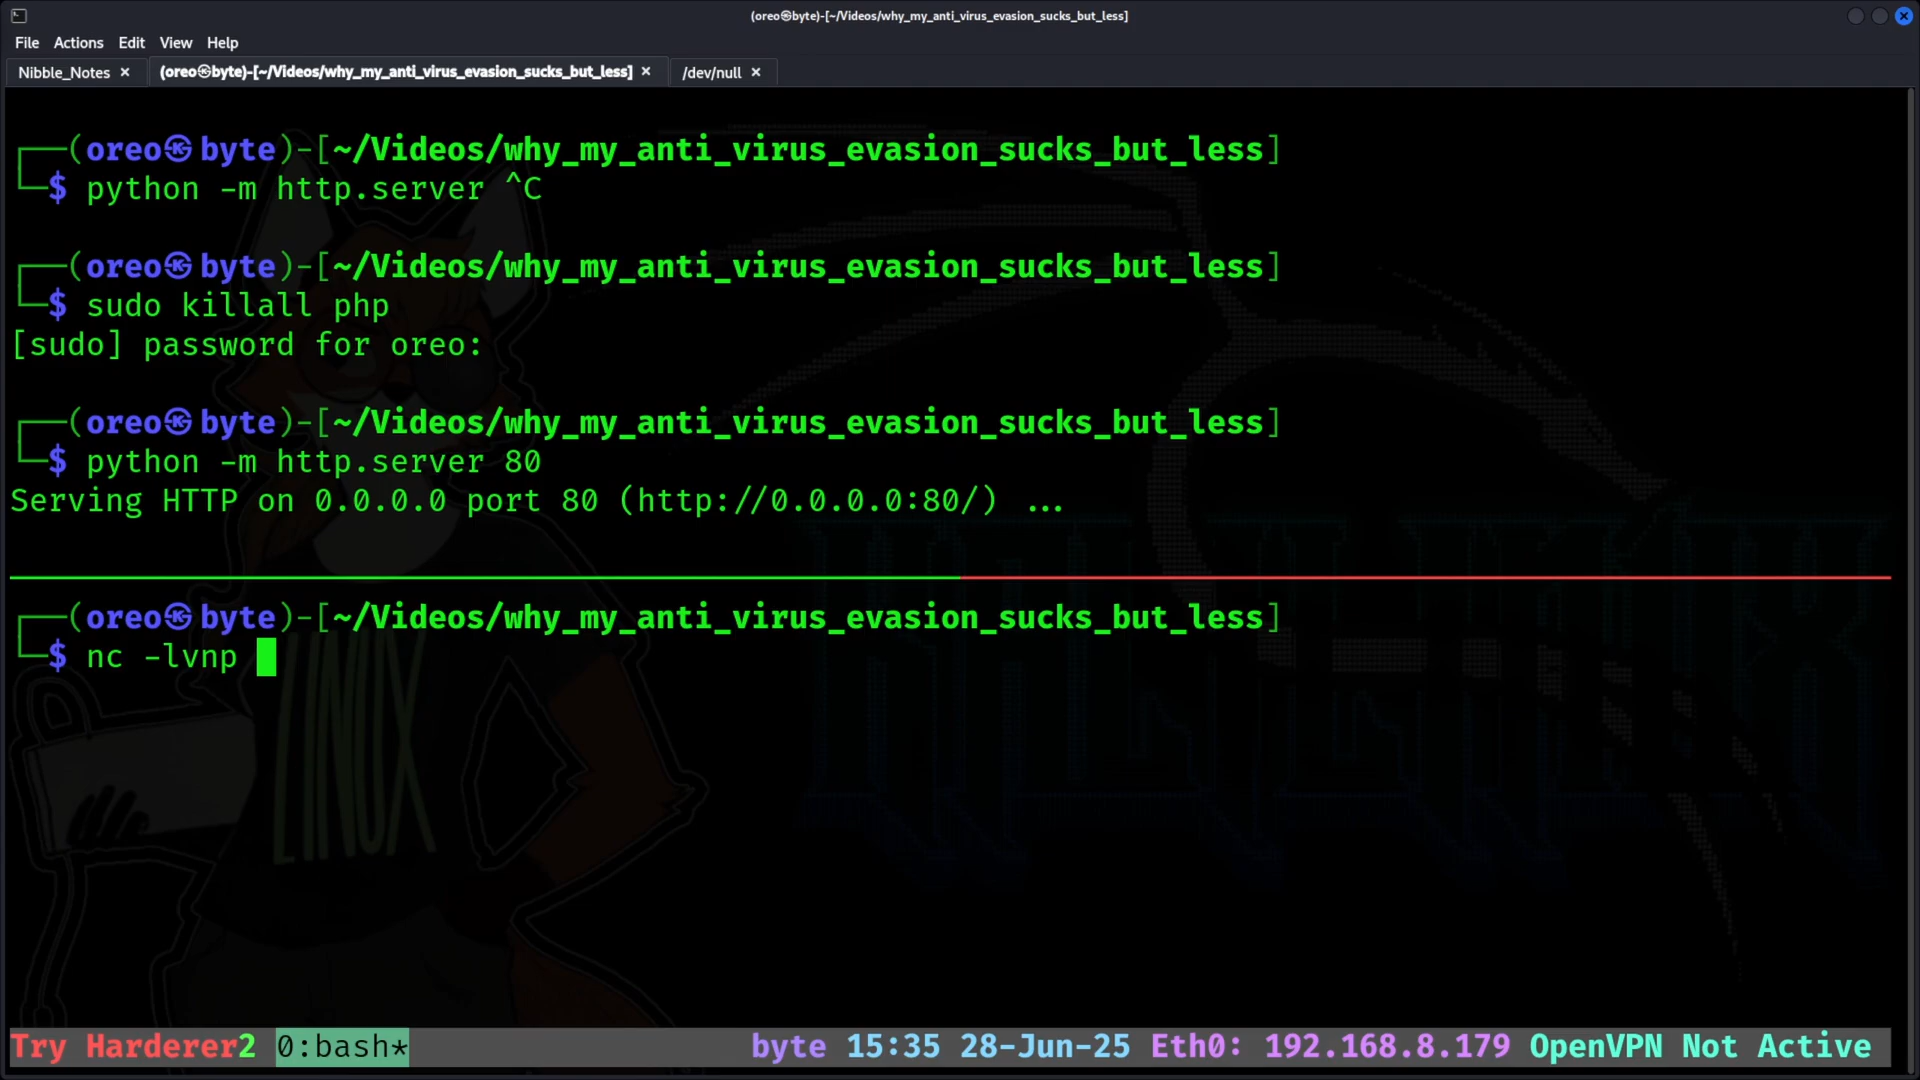 (oreo㉿byte)-[~/Videos/why_my_anti_virus_evasion_sucks_but_less]
File Actions Edit View Help
Nibble_Notes × (oreo㉿byte)-[~/Videos/why_my_anti_virus_evasion_sucks_but_less] × /dev/null ×
┌──(oreo㉿byte)-[~/Videos/why_my_anti_virus_evasion_sucks_but_less]
└─$ python -m http.server ^C
┌──(oreo㉿byte)-[~/Videos/why_my_anti_virus_evasion_sucks_but_less]
└─$ sudo killall php
[sudo] password for oreo:
┌──(oreo㉿byte)-[~/Videos/why_my_anti_virus_evasion_sucks_but_less]
└─$ python -m http.server 80
Serving HTTP on 0.0.0.0 port 80 (http://0.0.0.0:80/) ...
┌──(oreo㉿byte)-[~/Videos/why_my_anti_virus_evasion_sucks_but_less]
└─$ nc -lvnp
LINUX
Try Harderer2 0:bash* byte 15:35 28-Jun-25 Eth0: 192.168.8.179 OpenVPN Not Active